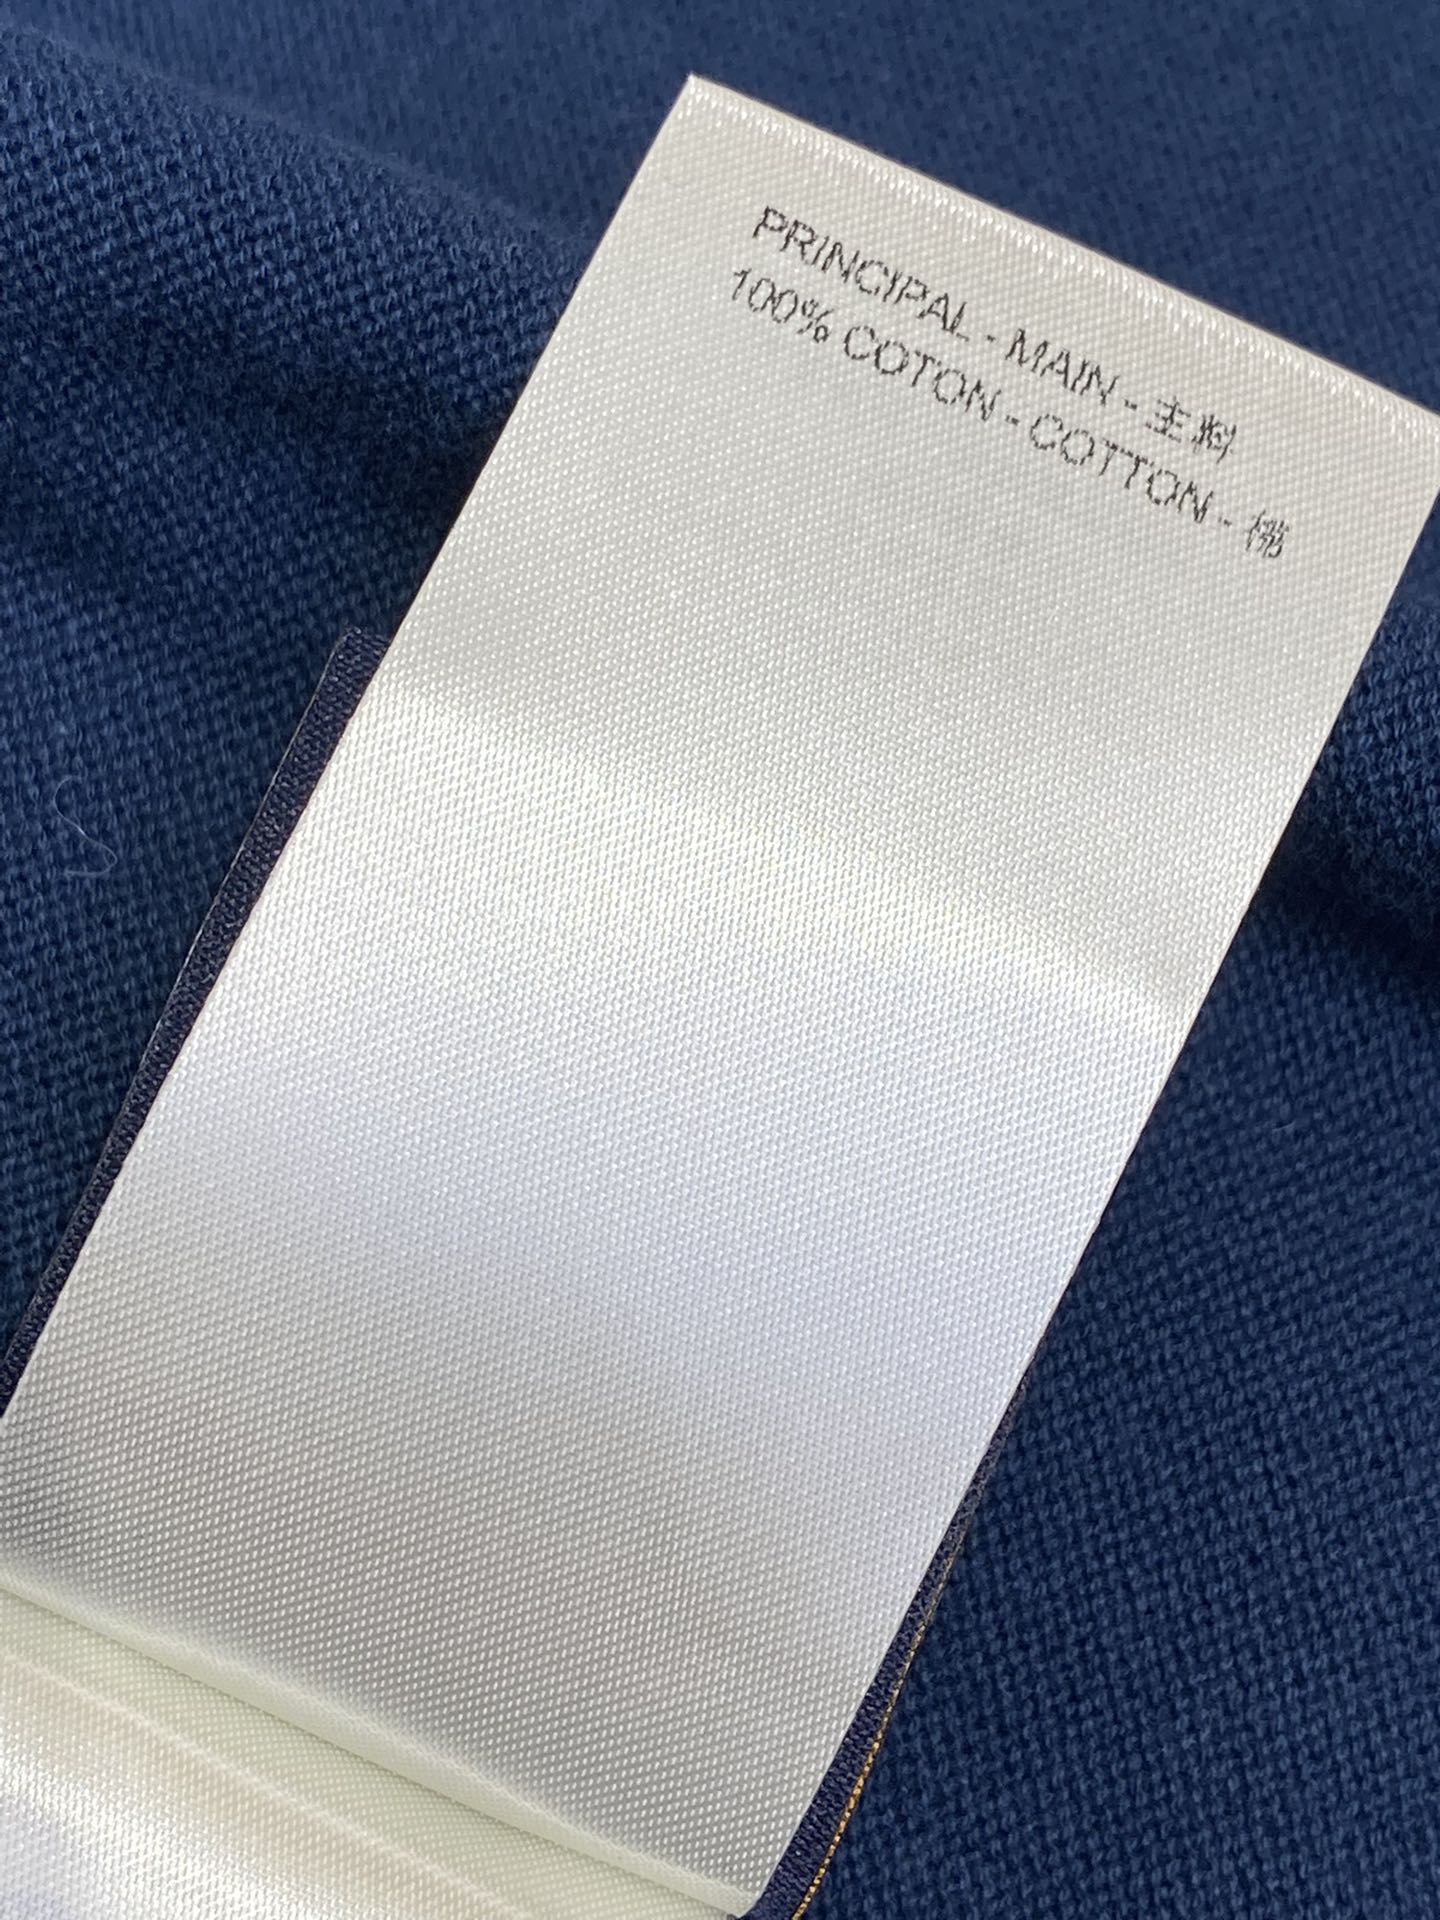 PRINCIPAL - MAIN - 主料
100% COTON - COTTON - 棉